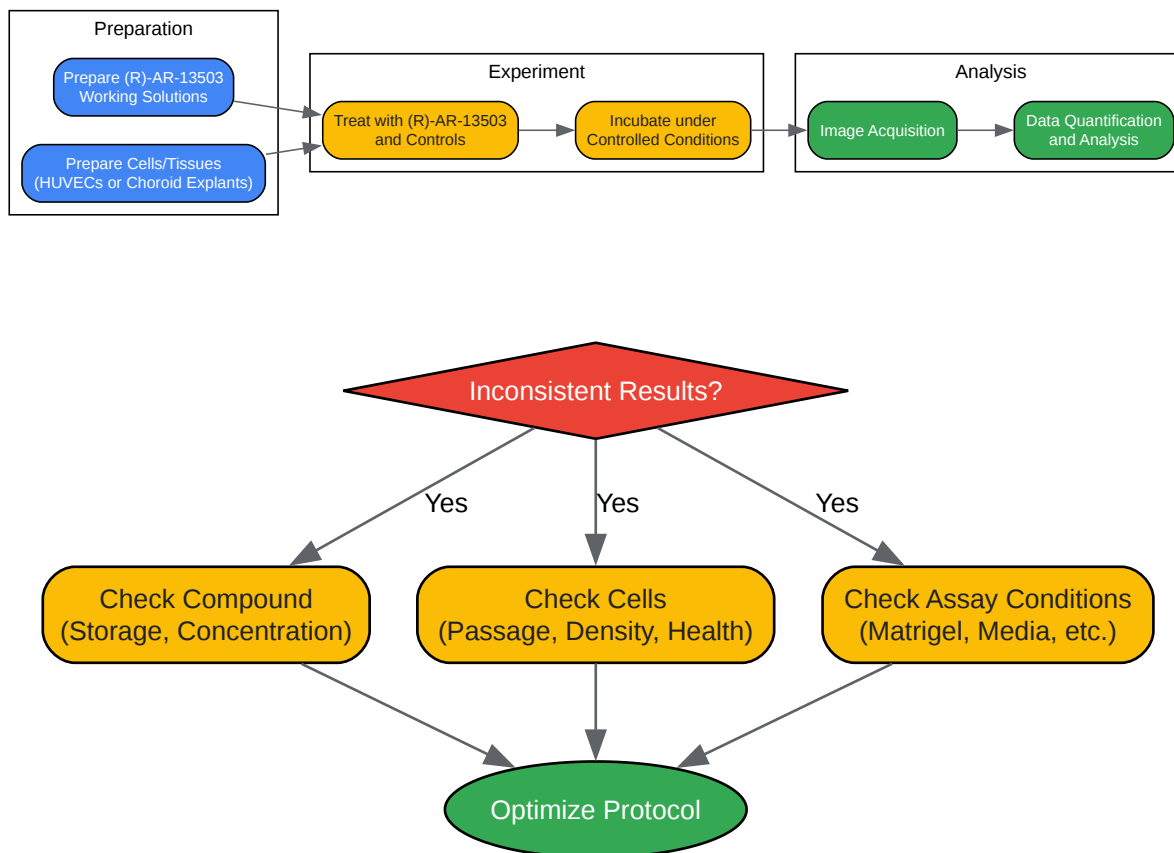 Preparation
Prepare (R)-AR-13503
Working Solutions
Prepare Cells/Tissues
(HUVECs or Choroid Explants)
Experiment
Treat with (R)-AR-13503
and Controls
Incubate under
Controlled Conditions
Analysis
Image Acquisition
Data Quantification
and Analysis
Inconsistent Results?
Yes
Yes
Yes
Check Compound
(Storage, Concentration)
Check Cells
(Passage, Density, Health)
Check Assay Conditions
(Matrigel, Media, etc.)
Optimize Protocol